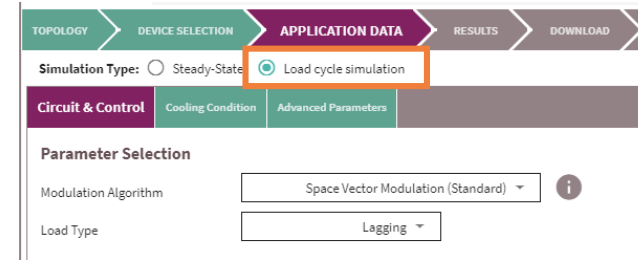 TOPOLOGY DEVICE SELECTION APPLICATION DATA RESULTS DOWNLOAD
Simulation Type: Steady-State Load cycle simulation
Circuit & Control Cooling Condition Advanced Parameters
Parameter Selection
Modulation Algorithm Space Vector Modulation (Standard) i
Load Type Lagging